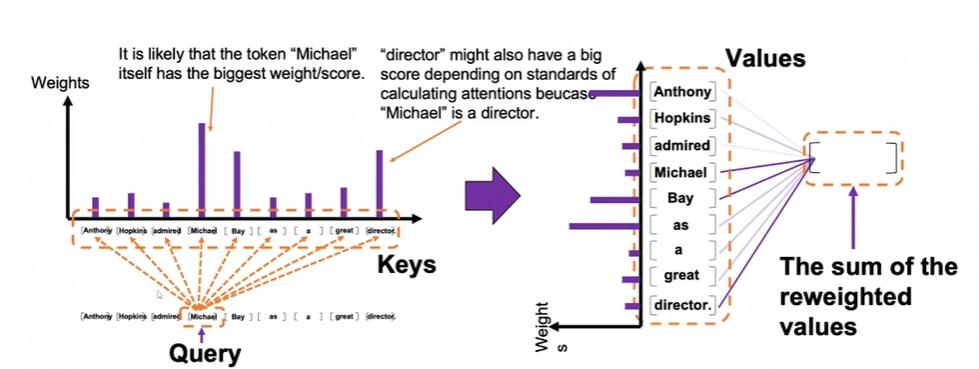 It is likely that the token “Michael”
itself has the biggest weight/score.
“director” might also have a big
score depending on standards of
calculating attentions beucase
“Michael” is a director.
Weights
[Anthony [Hopkins [admired [Michael] [ Bay ] [ as ] [ a ] [ great ] [director.
Keys
[Anthony [Hopkins [admired [Michael] [ Bay ] [ as ] [ a ] [ great ] [director.
Query
Values
[Anthony]
[Hopkins]
[admired]
[Michael]
[Bay]
[as]
[a]
[great]
[director.]
Weight
s
[ ]
The sum of the
reweighted
values